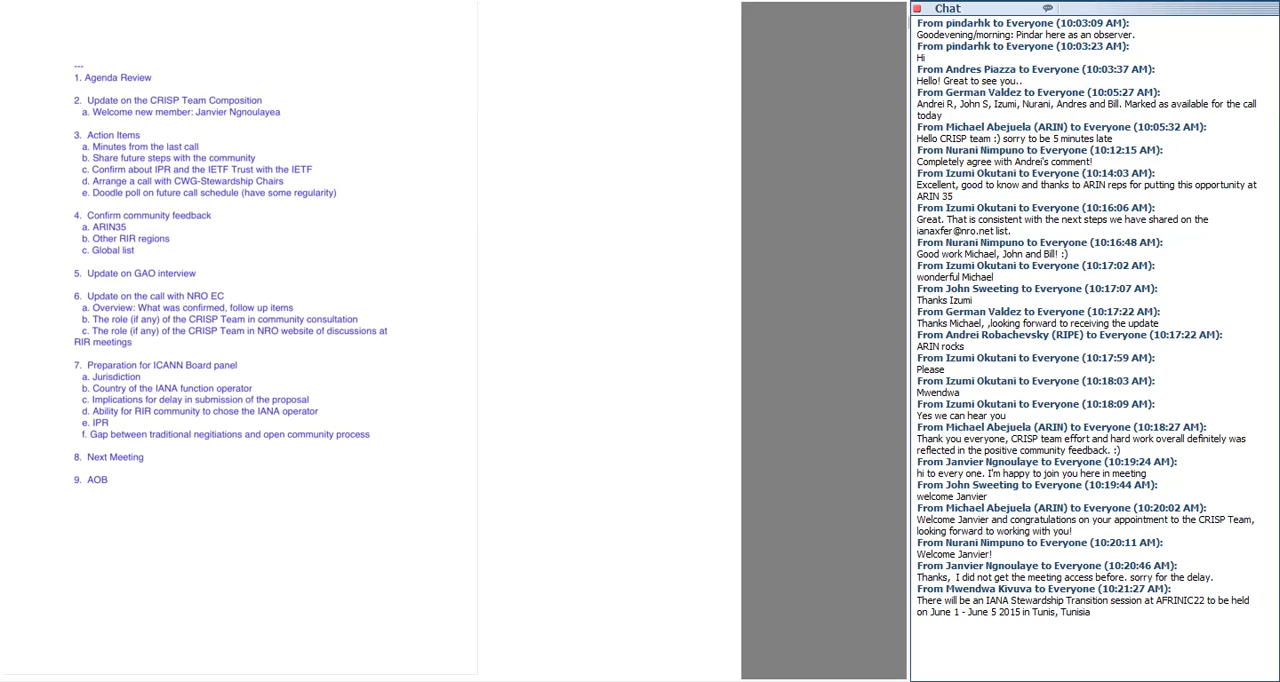 ---
1. Agenda Review
2. Update on the CRISP Team Composition
a. Welcome new member: Janvier Ngnoulayea
3. Action Items
a. Minutes from the last call
b. Share future steps with the community
c. Confirm about IPR and the IETF Trust with the IETF
d. Arrange a call with CWG-Stewardship Chairs
e. Doodle poll on future call schedule (have some regularity)
4. Confirm community feedback
a. ARIN35
b. Other RIR regions
c. Global list
5. Update on GAO interview
6. Update on the call with NRO EC
a. Overview: What was confirmed, follow up items
b. The role (if any) of the CRISP Team in community consultation
c. The role (if any) of the CRISP Team in NRO website of discussions at
RIR meetings
7. Preparation for ICANN Board panel
a. Jurisdiction
b. Country of the IANA function operator
c. Implications for delay in submission of the proposal
d. Ability for RIR community to chose the IANA operator
e. IPR
f. Gap between traditional negitiations and open community process
8. Next Meeting
9. AOB
Chat
From pindarhk to Everyone (10:03:09 AM):
Goodevening/morning: Pindar here as an observer.
From pindarhk to Everyone (10:03:23 AM):
Hi
From Andres Piazza to Everyone (10:03:37 AM):
Hello! Great to see you..
From German Valdez to Everyone (10:05:27 AM):
Andrei R, John S, Izumi, Nurani, Andres and Bill. Marked as available for the call
today
From Michael Abejuela (ARIN) to Everyone (10:05:32 AM):
Hello CRISP team :) sorry to be 5 minutes late
From Nurani Nimpuno to Everyone (10:12:15 AM):
Completely agree with Andrei's comment!
From Izumi Okutani to Everyone (10:14:03 AM):
Excellent, good to know and thanks to ARIN reps for putting this opportunity at
ARIN 35
From Izumi Okutani to Everyone (10:16:06 AM):
Great. That is consistent with the next steps we have shared on the
ianaxfer@nro.net list.
From Nurani Nimpuno to Everyone (10:16:48 AM):
Good work Michael, John and Bill! :)
From Izumi Okutani to Everyone (10:17:02 AM):
wonderful Michael
From John Sweeting to Everyone (10:17:07 AM):
Thanks Izumi
From German Valdez to Everyone (10:17:22 AM):
Thanks Michael, ,looking forward to receiving the update
From Andrei Robachevsky (RIPE) to Everyone (10:17:22 AM):
ARIN rocks
From Izumi Okutani to Everyone (10:17:59 AM):
Please
From Izumi Okutani to Everyone (10:18:03 AM):
Mwendwa
From Izumi Okutani to Everyone (10:18:09 AM):
Yes we can hear you
From Michael Abejuela (ARIN) to Everyone (10:18:27 AM):
Thank you everyone, CRISP team effort and hard work overall definitely was
reflected in the positive community feedback. :)
From Janvier Ngnoulaye to Everyone (10:19:24 AM):
hi to every one. I'm happy to join you here in meeting
From John Sweeting to Everyone (10:19:44 AM):
welcome Janvier
From Michael Abejuela (ARIN) to Everyone (10:20:02 AM):
Welcome Janvier and congratulations on your appointment to the CRISP Team,
looking forward to working with you!
From Nurani Nimpuno to Everyone (10:20:11 AM):
Welcome Janvier!
From Janvier Ngnoulaye to Everyone (10:20:46 AM):
Thanks, I did not get the meeting access before. sorry for the delay.
From Mwendwa Kivuva to Everyone (10:21:27 AM):
There will be an IANA Stewardship Transition session at AFRINIC22 to be held
on June 1 - June 5 2015 in Tunis, Tunisia